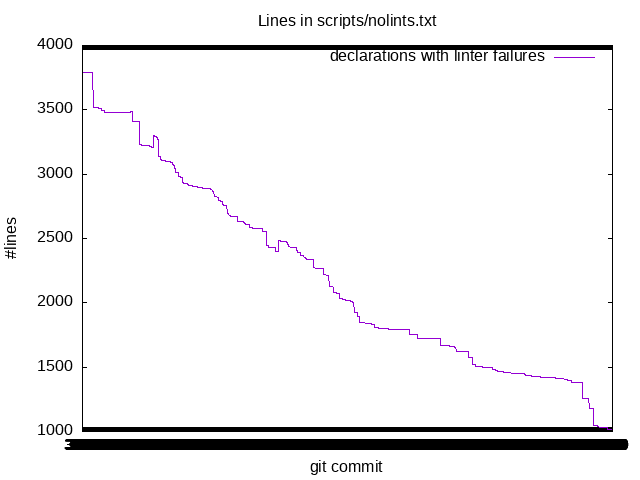 Lines in scripts/nolints.txt
4000
declarations with linter failures
3500
3000
2500
#lines
2000
1500
1000
git commit